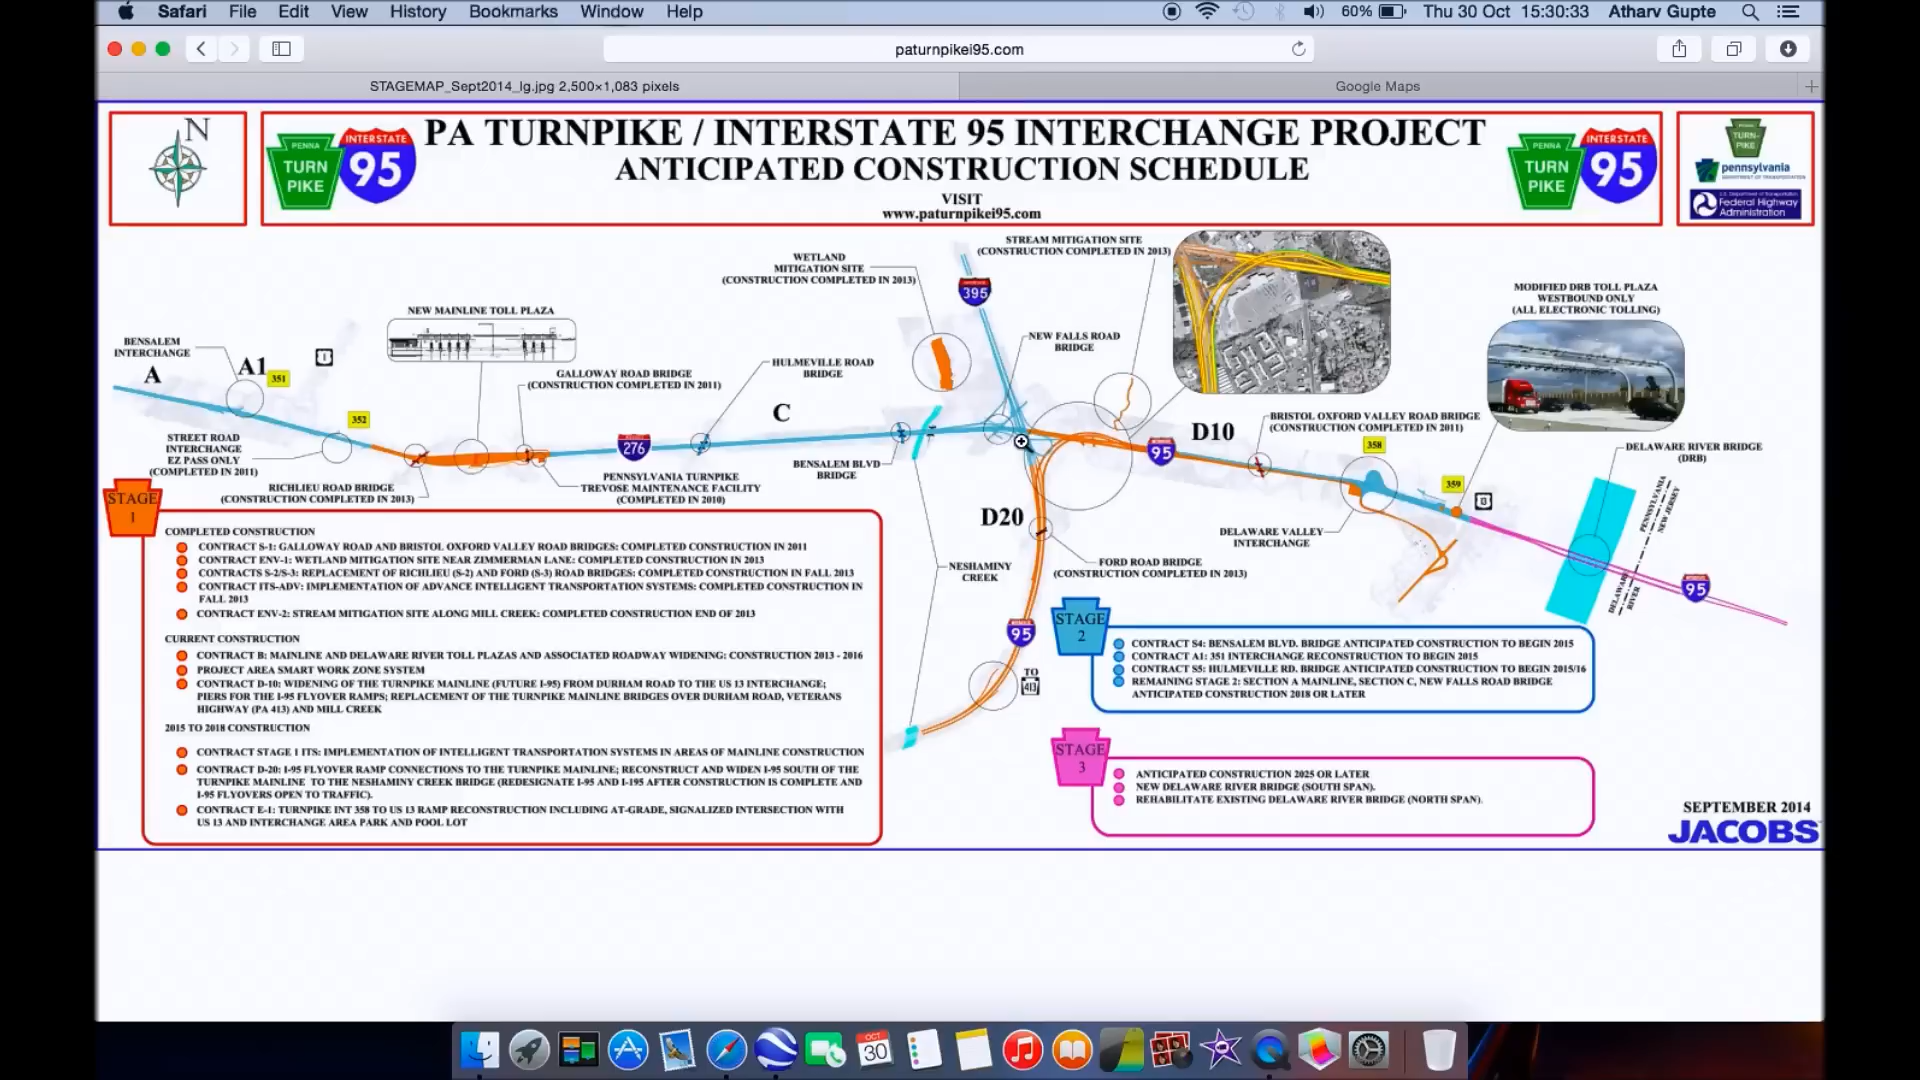 Safari File Edit View History Bookmarks Window Help 60% Thu 30 Oct 15:30:33 Atharv Gupte
paturnpikei95.com
STAGEMAP_Sept2014_lg.jpg 2,500×1,083 pixels
Google Maps
N
PENNA
TURN
PIKE
INTERSTATE
95
PA TURNPIKE / INTERSTATE 95 INTERCHANGE PROJECT
ANTICIPATED CONSTRUCTION SCHEDULE
VISIT
www.paturnpikei95.com
PENNA
TURN
PIKE
INTERSTATE
95
TURN
PIKE
pennsylvania
Federal Highway
Administration
STREAM MITIGATION SITE
(CONSTRUCTION COMPLETED IN 2013)
WETLAND
MITIGATION SITE
(CONSTRUCTION COMPLETED IN 2013)
395
MODIFIED DRB TOLL PLAZA
WESTBOUND ONLY
(ALL ELECTRONIC TOLLING)
NEW MAINLINE TOLL PLAZA
BENSALEM
INTERCHANGE
A
A1
351
1
NEW FALLS ROAD
BRIDGE
HULMEVILLE ROAD
BRIDGE
GALLOWAY ROAD BRIDGE
(CONSTRUCTION COMPLETED IN 2011)
352
C
BRISTOL OXFORD VALLEY ROAD BRIDGE
(CONSTRUCTION COMPLETED IN 2011)
D10
358
95
276
STREET ROAD
INTERCHANGE
EZ PASS ONLY
(COMPLETED IN 2011)
DELAWARE RIVER BRIDGE
(DRB)
BENSALEM BLVD
BRIDGE
PENNSYLVANIA TURNPIKE
TREVOSE MAINTENANCE FACILITY
(COMPLETED IN 2010)
RICHLIEU ROAD BRIDGE
(CONSTRUCTION COMPLETED IN 2013)
359
13
PENNSYLVANIA
NEW JERSEY
D20
DELAWARE VALLEY
INTERCHANGE
FORD ROAD BRIDGE
(CONSTRUCTION COMPLETED IN 2013)
NESHAMINY
CREEK
DELAWARE
RIVER
95
95
TO
413
STAGE
1
COMPLETED CONSTRUCTION
CONTRACT S-1: GALLOWAY ROAD AND BRISTOL OXFORD VALLEY ROAD BRIDGES: COMPLETED CONSTRUCTION IN 2011
CONTRACT ENV-1: WETLAND MITIGATION SITE NEAR ZIMMERMAN LANE: COMPLETED CONSTRUCTION IN 2013
CONTRACTS S-2/S-3: REPLACEMENT OF RICHLIEU (S-2) AND FORD (S-3) ROAD BRIDGES: COMPLETED CONSTRUCTION IN FALL 2013
CONTRACT ITS-ADV: IMPLEMENTATION OF ADVANCE INTELLIGENT TRANSPORTATION SYSTEMS: COMPLETED CONSTRUCTION IN
FALL 2013
CONTRACT ENV-2: STREAM MITIGATION SITE ALONG MILL CREEK: COMPLETED CONSTRUCTION END OF 2013
CURRENT CONSTRUCTION
CONTRACT B: MAINLINE AND DELAWARE RIVER TOLL PLAZAS AND ASSOCIATED ROADWAY WIDENING: CONSTRUCTION 2013 - 2016
PROJECT AREA SMART WORK ZONE SYSTEM
CONTRACT D-10: WIDENING OF THE TURNPIKE MAINLINE (FUTURE I-95) FROM DURHAM ROAD TO THE US 13 INTERCHANGE;
PIERS FOR THE I-95 FLYOVER RAMPS; REPLACEMENT OF THE TURNPIKE MAINLINE BRIDGES OVER DURHAM ROAD, VETERANS
HIGHWAY (PA 413) AND MILL CREEK
2015 TO 2018 CONSTRUCTION
CONTRACT STAGE 1 ITS: IMPLEMENTATION OF INTELLIGENT TRANSPORTATION SYSTEMS IN AREAS OF MAINLINE CONSTRUCTION
CONTRACT D-20: I-95 FLYOVER RAMP CONNECTIONS TO THE TURNPIKE MAINLINE; RECONSTRUCT AND WIDEN I-95 SOUTH OF THE
TURNPIKE MAINLINE TO THE NESHAMINY CREEK BRIDGE (REDESIGNATE I-95 AND I-195 AFTER CONSTRUCTION IS COMPLETE AND
I-95 FLYOVERS OPEN TO TRAFFIC).
CONTRACT E-1: TURNPIKE INT 358 TO US 13 RAMP RECONSTRUCTION INCLUDING AT-GRADE, SIGNALIZED INTERSECTION WITH
US 13 AND INTERCHANGE AREA PARK AND POOL LOT
STAGE
2
CONTRACT S4: BENSALEM BLVD. BRIDGE ANTICIPATED CONSTRUCTION TO BEGIN 2015
CONTRACT A1: 351 INTERCHANGE RECONSTRUCTION TO BEGIN 2015
CONTRACT S5: HULMEVILLE RD. BRIDGE ANTICIPATED CONSTRUCTION TO BEGIN 2015/16
REMAINING STAGE 2: SECTION A MAINLINE, SECTION C, NEW FALLS ROAD BRIDGE
ANTICIPATED CONSTRUCTION 2018 OR LATER
STAGE
3
ANTICIPATED CONSTRUCTION 2025 OR LATER
NEW DELAWARE RIVER BRIDGE (SOUTH SPAN).
REHABILITATE EXISTING DELAWARE RIVER BRIDGE (NORTH SPAN).
SEPTEMBER 2014
JACOBS
OCT
30